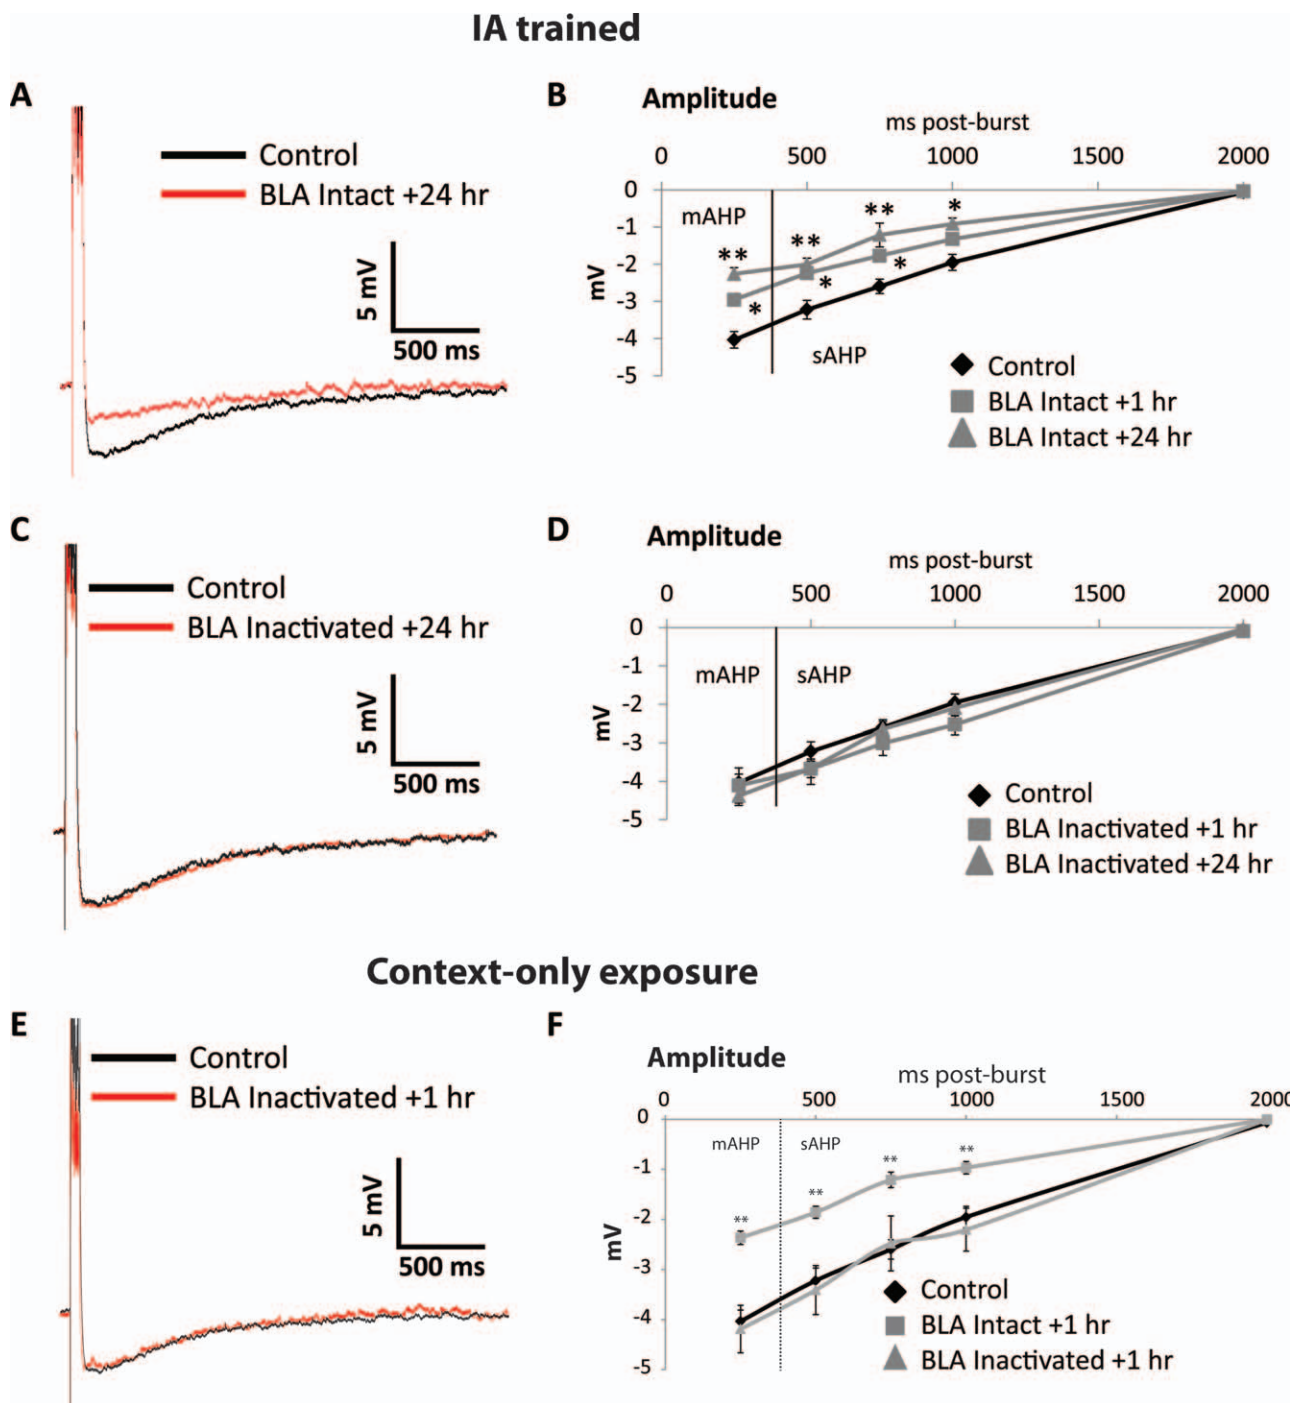 IA trained
A
Control
BLA Intact +24 hr
5 mV
500 ms
B
Amplitude
ms post-burst
0 500 1000 1500 2000
0
-1
-2
-3
-4
-5
mV
mAHP
sAHP
** ** ** *
* * *
Control
BLA Intact +1 hr
BLA Intact +24 hr
C
Control
BLA Inactivated +24 hr
5 mV
500 ms
D
Amplitude
ms post-burst
0 500 1000 1500 2000
0
-1
-2
-3
-4
-5
mV
mAHP sAHP
Control
BLA Inactivated +1 hr
BLA Inactivated +24 hr
Context-only exposure
E
Control
BLA Inactivated +1 hr
5 mV
500 ms
F
Amplitude
ms post-burst
0 500 1000 1500 2000
0
-1
-2
-3
-4
-5
mV
mAHP sAHP
** ** ** **
Control
BLA Intact +1 hr
BLA Inactivated +1 hr